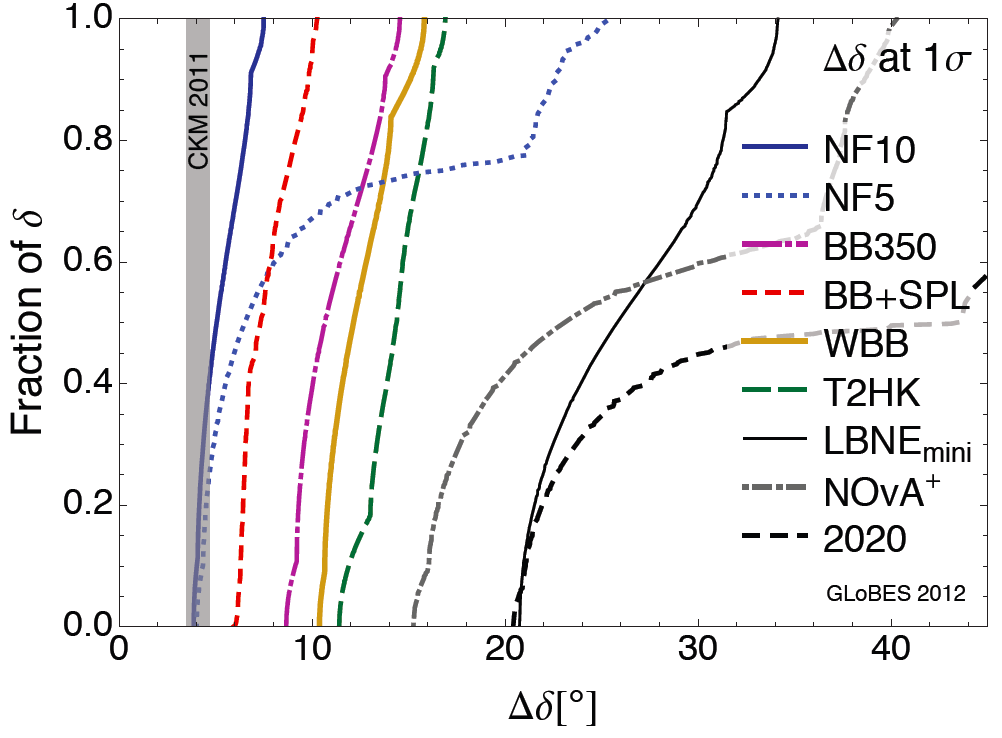 Δδ at 1σ
CKM 2011
NF10
NF5
BB350
BB+SPL
WBB
T2HK
LBNEmini
NOvA+
2020
GLoBES 2012
Fraction of δ
1.0
0.8
0.6
0.4
0.2
0.0
0 10 20 30 40
Δδ[°]